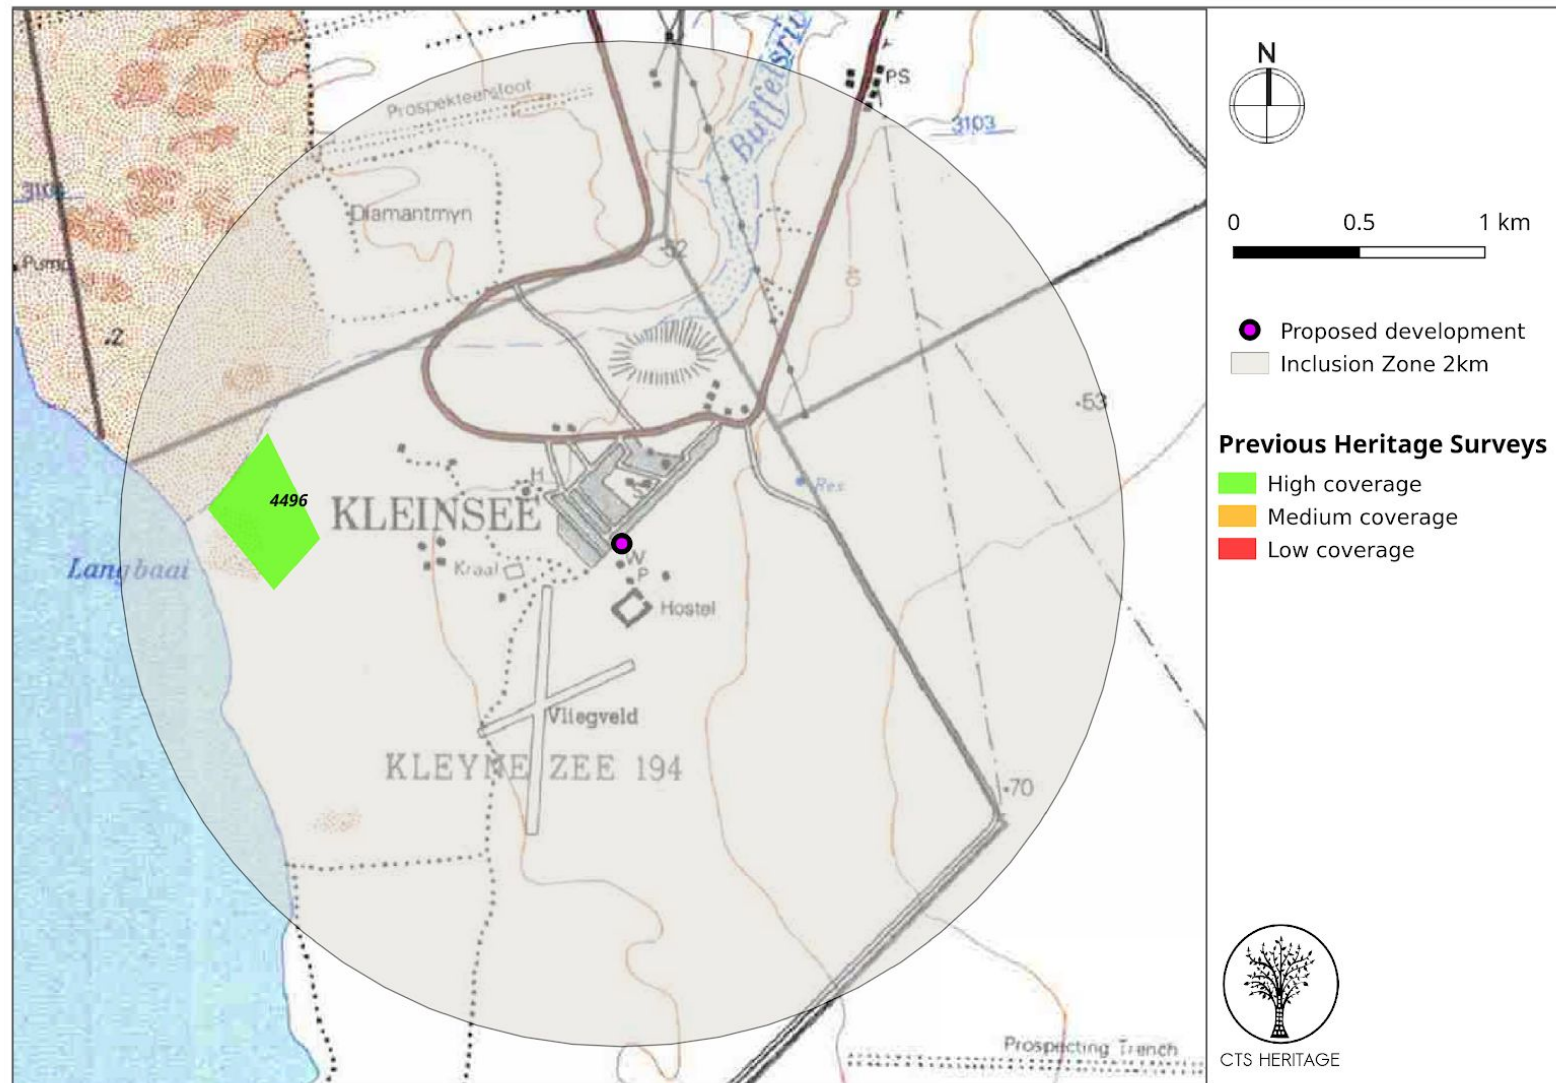 Prospekteersloot
Buffelsriv
PS
3103
Diamantmyn
Pump
52
40
.2
.53
H
4496
KLEINSEE
Res
Langbaai
Kraal
W
P
Hostel
Vliegveld
KLEYNE ZEE 194
.70
Prospecting Trench
N
0 0.5 1 km
Proposed development
Inclusion Zone 2km
Previous Heritage Surveys
High coverage
Medium coverage
Low coverage
CTS HERITAGE